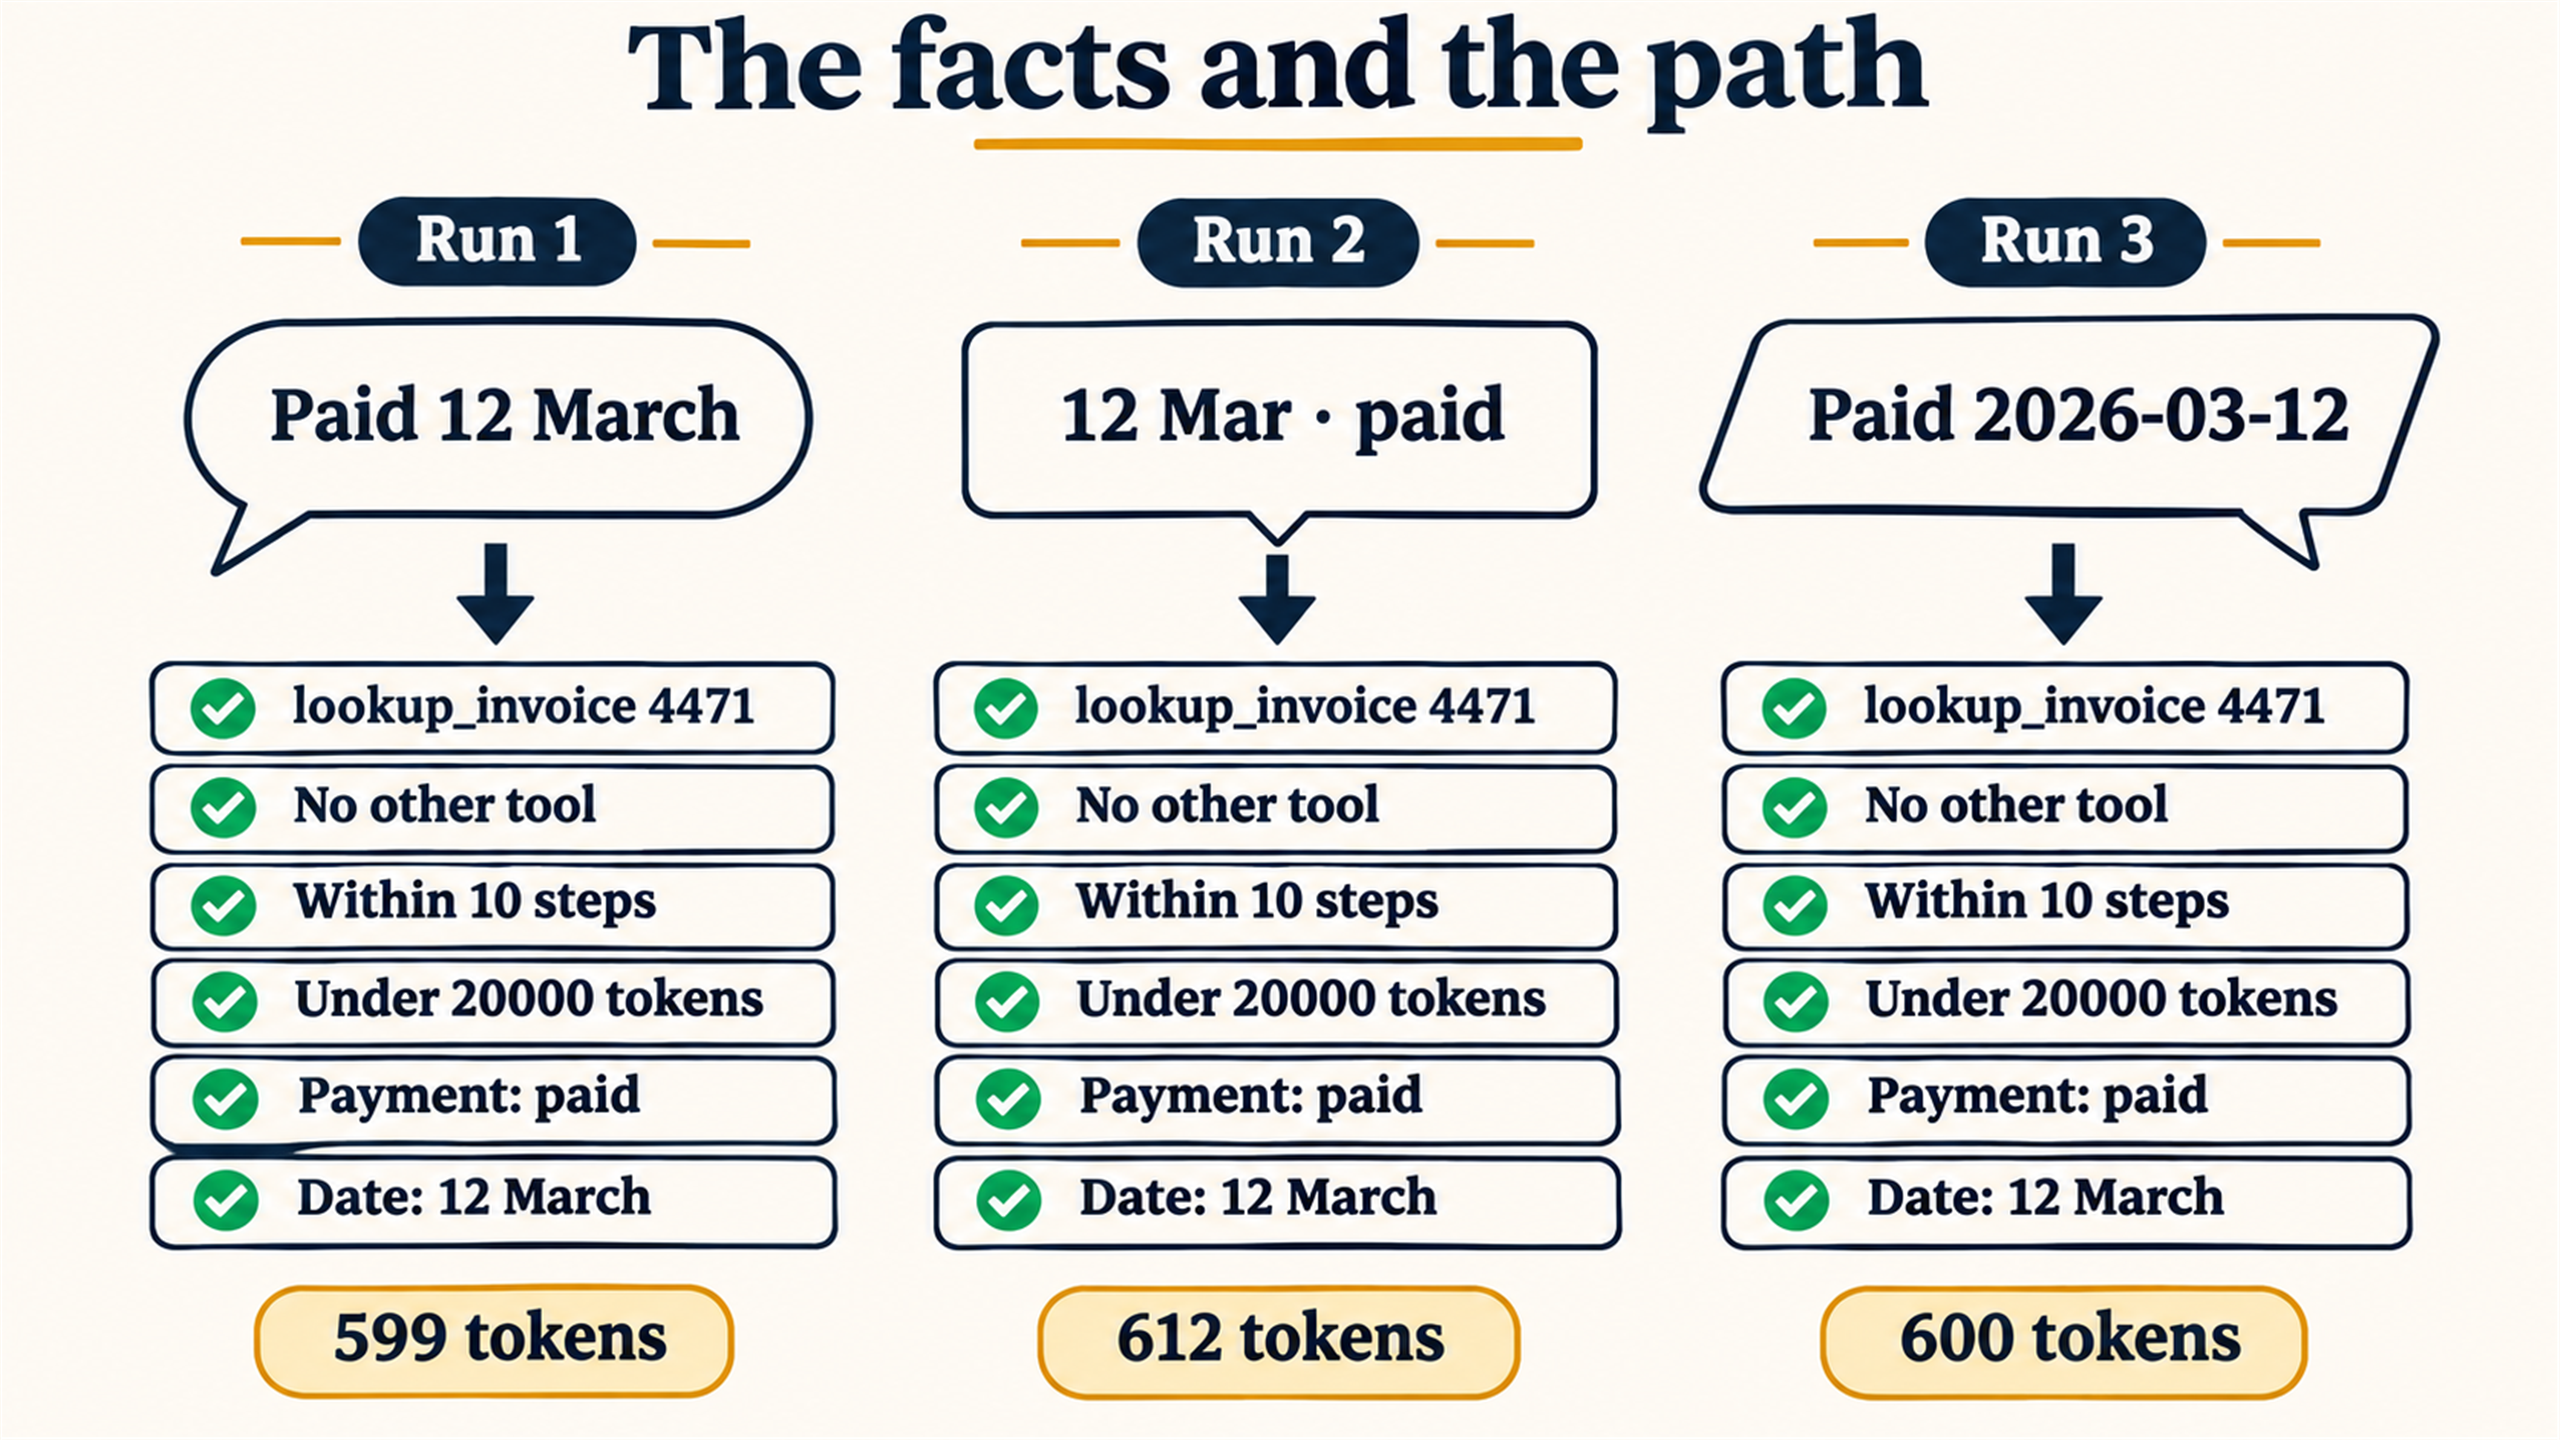 The facts and the path
Run 1
Paid 12 March
lookup_invoice 4471
No other tool
Within 10 steps
Under 20000 tokens
Payment: paid
Date: 12 March
599 tokens
Run 2
12 Mar · paid
lookup_invoice 4471
No other tool
Within 10 steps
Under 20000 tokens
Payment: paid
Date: 12 March
612 tokens
Run 3
Paid 2026-03-12
lookup_invoice 4471
No other tool
Within 10 steps
Under 20000 tokens
Payment: paid
Date: 12 March
600 tokens